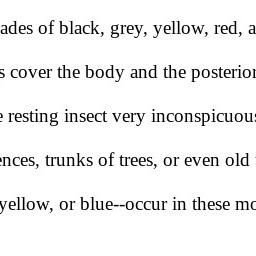 ades of black, grey, yellow, red, a
s cover the body and the posterior
resting insect very inconspicuous
ences, trunks of trees, or even old
yellow, or blue--occur in these mo